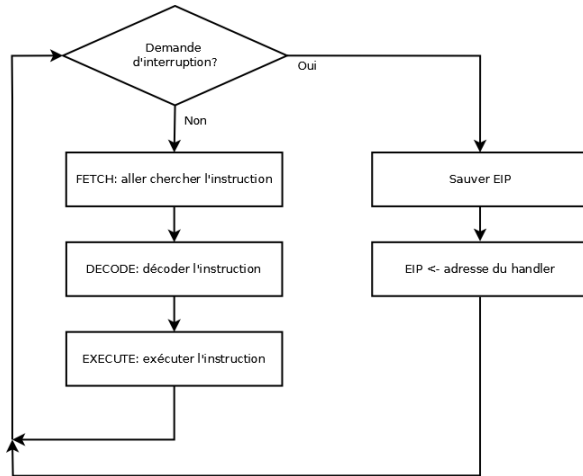 Demande
d'interruption?
Oui
Non
FETCH: aller chercher l'instruction
Sauver EIP
DECODE: décoder l'instruction
EIP <- adresse du handler
EXECUTE: exécuter l'instruction